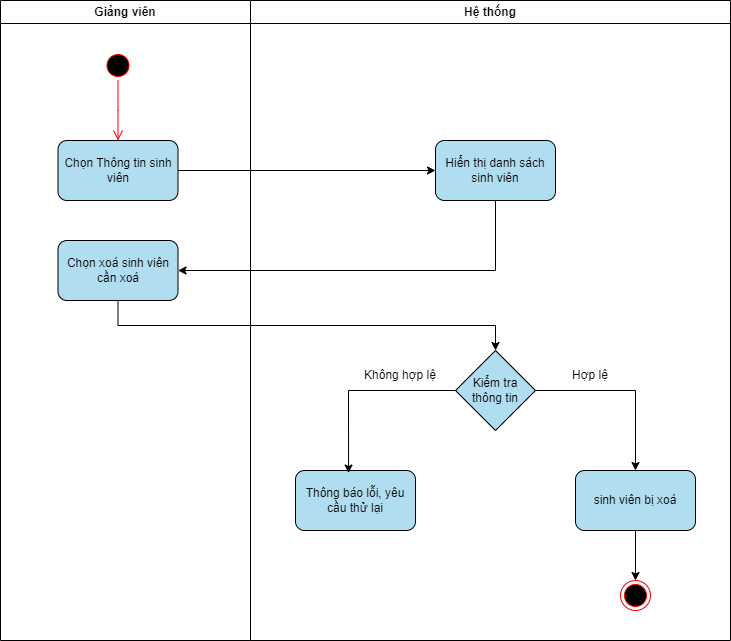 Giảng viên
Hệ thống
Chọn Thông tin sinh
viên
Hiển thị danh sách
sinh viên
Chọn xoá sinh viên
cần xoá
Kiểm tra
thông tin
Không hợp lệ
Hợp lệ
Thông báo lỗi, yêu
cầu thử lại
sinh viên bị xoá